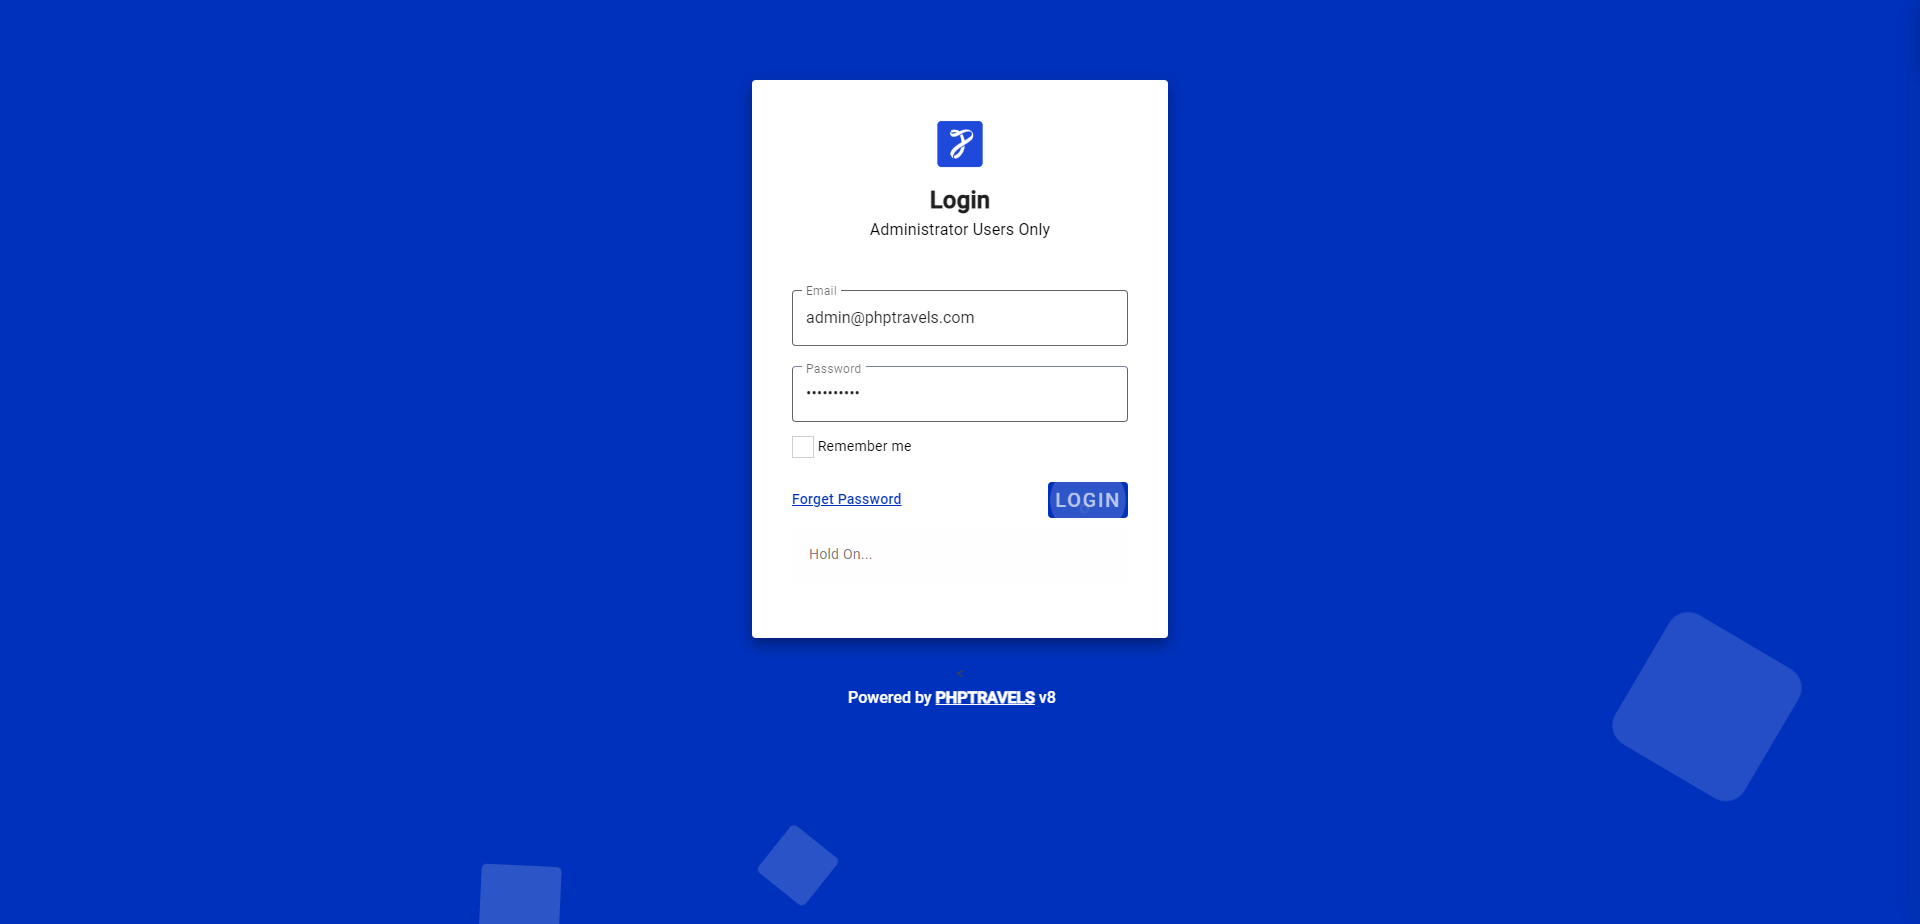 Login
Administrator Users Only
Email
admin@phptravels.com
Password
••••••••••
Remember me
Forget Password
LOGIN
Hold On...
<
Powered by PHPTRAVELS v8